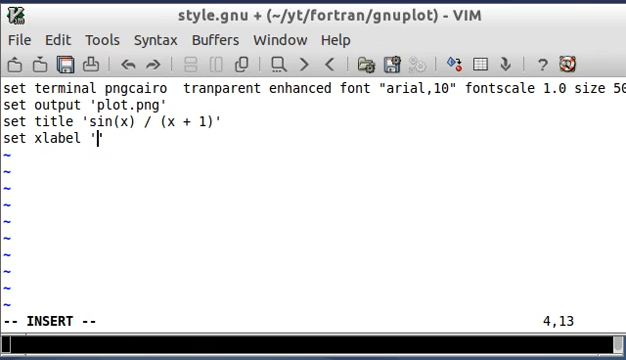 style.gnu + (~/yt/fortran/gnuplot) - VIM
File Edit Tools Syntax Buffers Window Help
set terminal pngcairo  tranparent enhanced font "arial,10" fontscale 1.0 size 50
set output 'plot.png'
set title 'sin(x) / (x + 1)'
set xlabel ''
~
~
~
~
~
~
~
~
~
~
-- INSERT -- 4,13